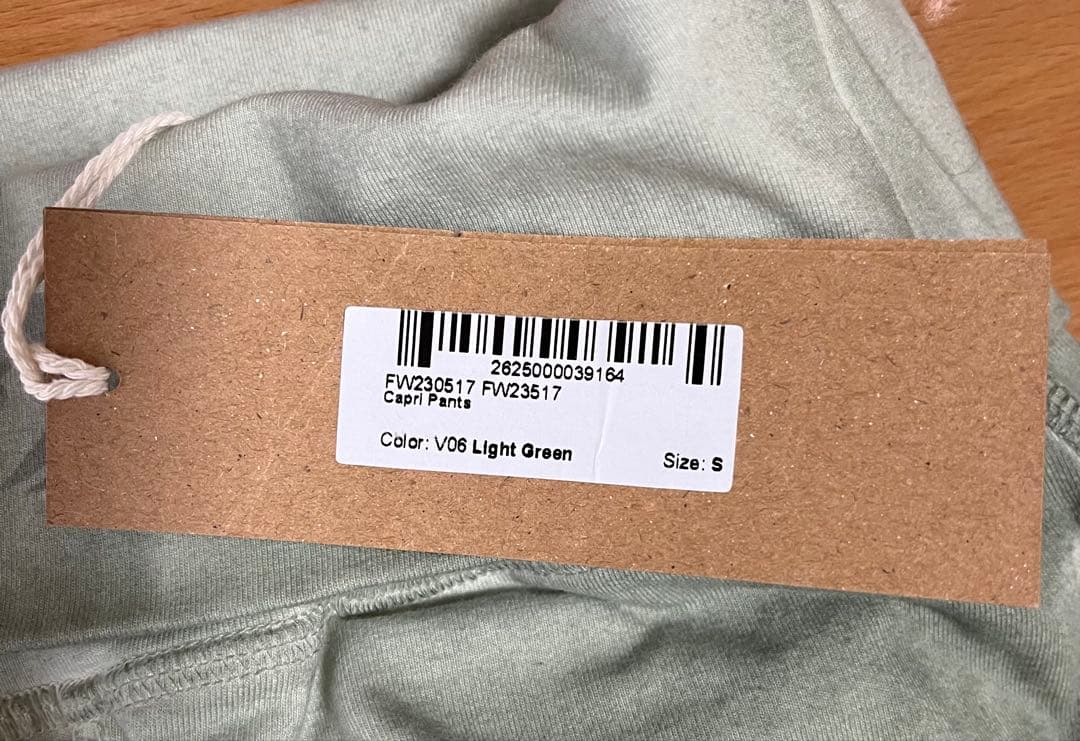 2625000039164
FW230517 FW23517
Capri Pants
Color: V06 Light Green
Size: S